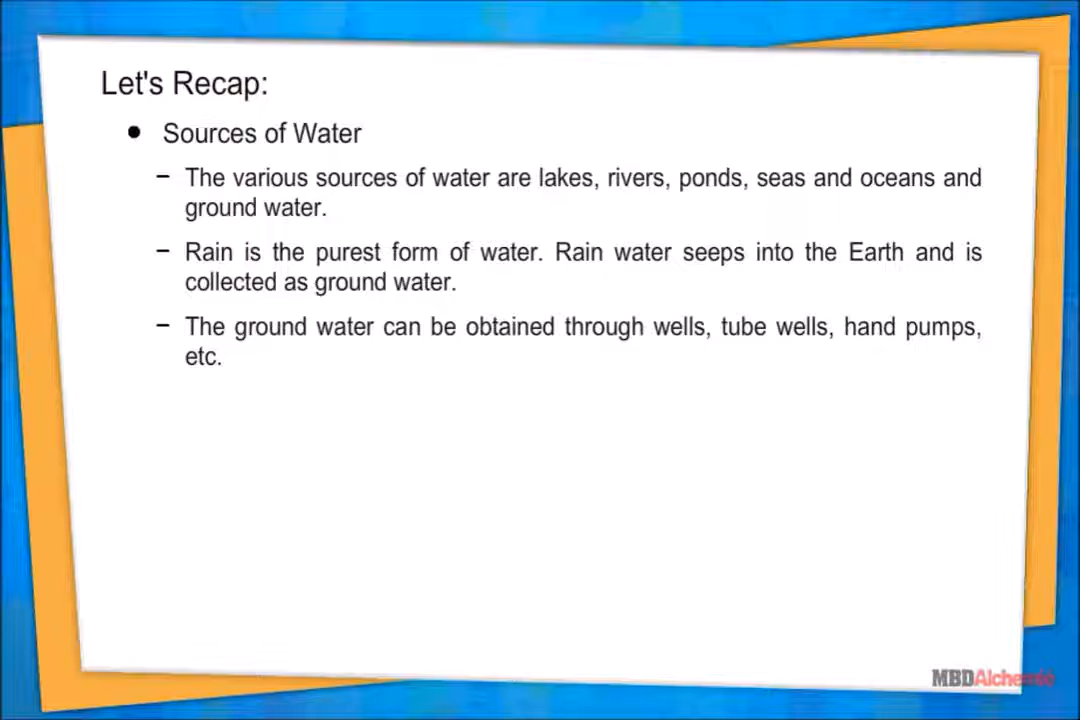 Let's Recap:
● Sources of Water
− The various sources of water are lakes, rivers, ponds, seas and oceans and
ground water.
− Rain is the purest form of water. Rain water seeps into the Earth and is
collected as ground water.
− The ground water can be obtained through wells, tube wells, hand pumps,
etc.
MBDAlchemie